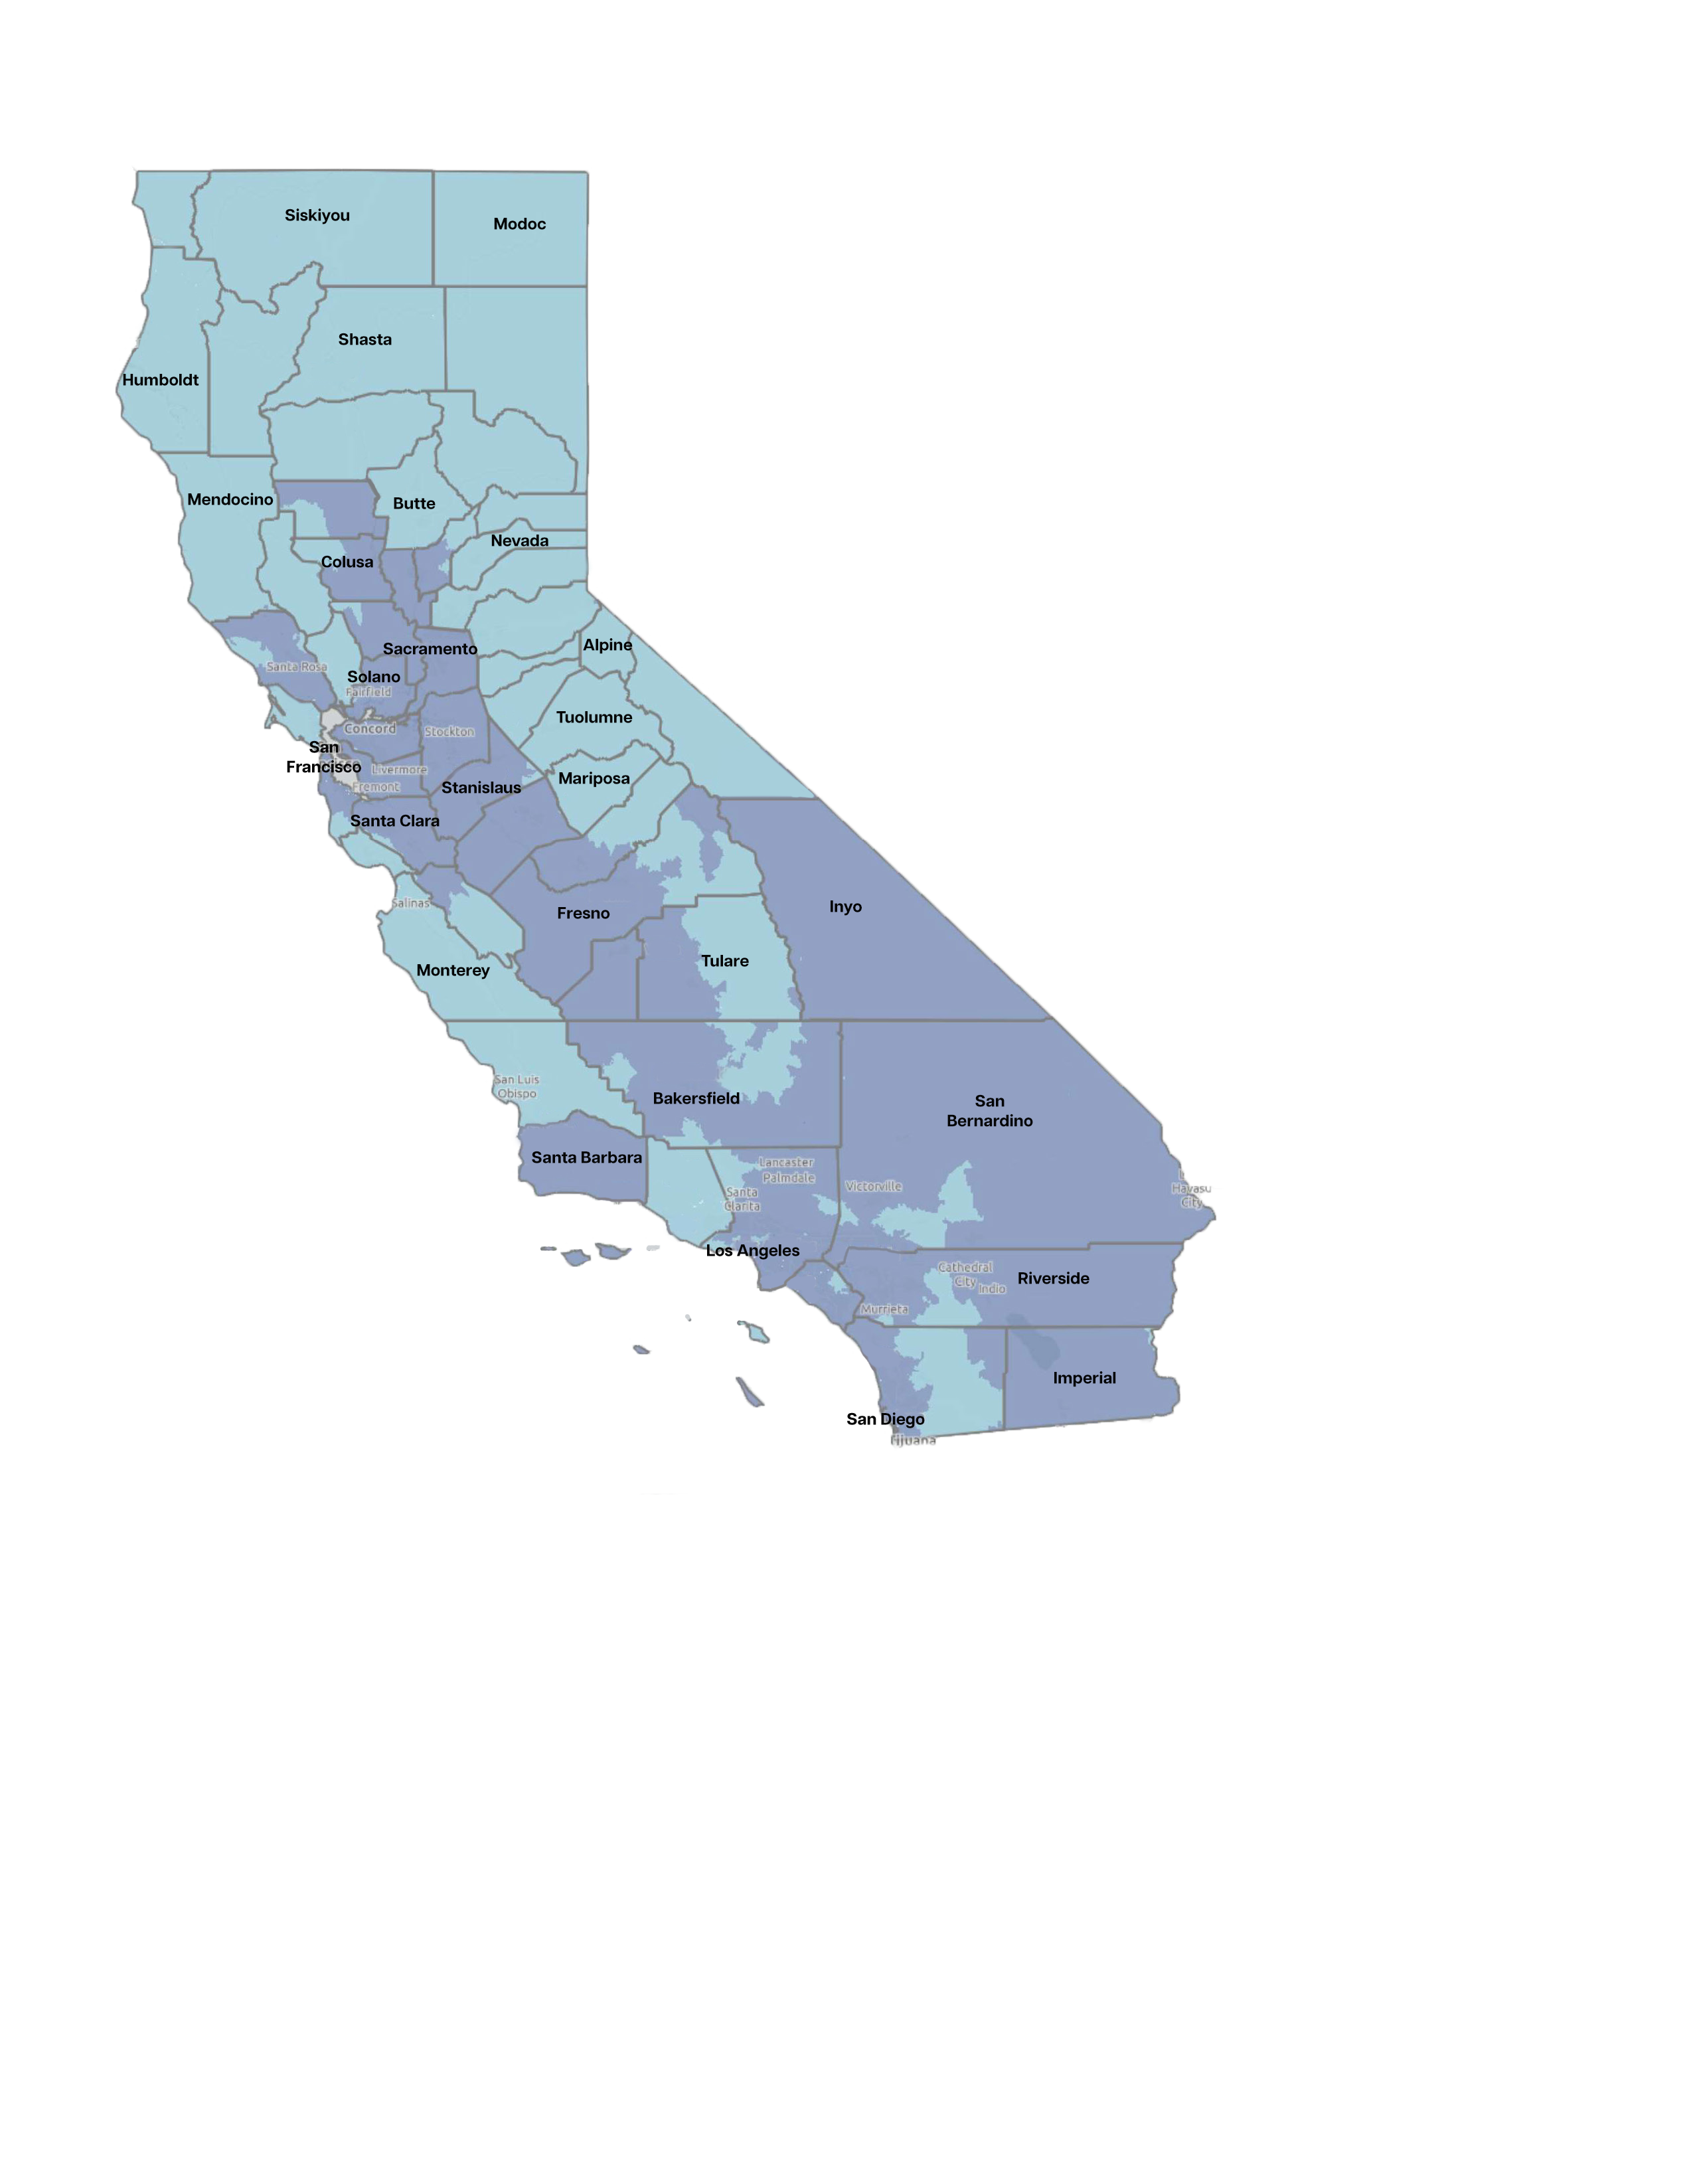 Siskiyou
Modoc
Shasta
Humboldt
Mendocino
Butte
Nevada
Colusa
Alpine
Sacramento
Santa Rosa
Solano
Fairfield
Tuolumne
Concord
Stockton
San
Francisco
Livermore
Mariposa
Fremont
Stanislaus
Santa Clara
Salinas
Fresno
Inyo
Tulare
Monterey
San Luis
Obispo
Bakersfield
San
Bernardino
Santa Barbara
Lancaster
Palmdale
Victorville
Santa
Clarita
Havasu
City
Los Angeles
Cathedral
City
Indio
Riverside
Murrieta
Imperial
San Diego
Tijuana